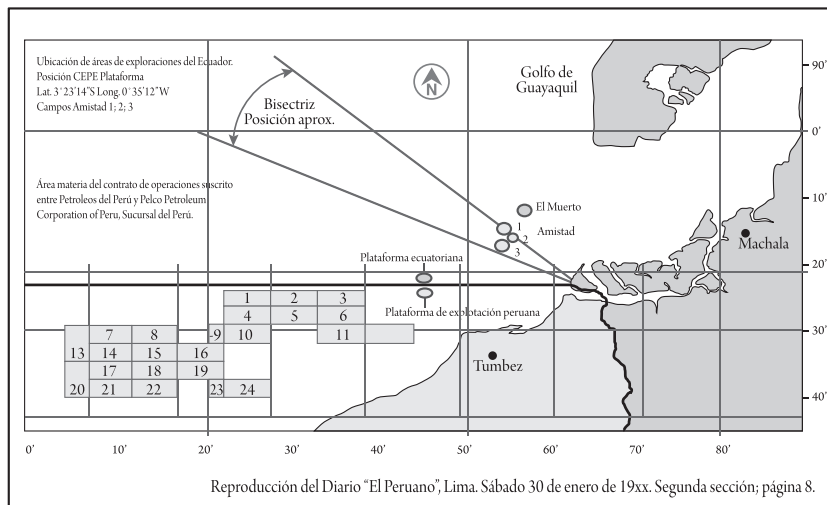 Ubicación de áreas de exploraciones del Ecuador.
Posición CEPE Plataforma
Lat. 3°23'14"S Long. 0°35'12"W
Campos Amistad 1; 2; 3
Bisectriz
Posición aprox.
N
Golfo de
Guayaquil
90'
0'
Área materia del contrato de operaciones suscrito
entre Petroleos del Perú y Pelco Petroleum
Corporation of Peru, Sucursal del Perú.
10'
El Muerto
1
2
3
Amistad
Machala
Plataforma ecuatoriana
20'
Plataforma de explotación peruana
1 2 3
4 5 6
7 8 -9 10 11
30'
13 14 15 16
17 18 19
20 21 22 23 24
Tumbez
40'
0' 10' 20' 30' 40' 50' 60' 70' 80'
Reproducción del Diario “El Peruano”, Lima. Sábado 30 de enero de 19xx. Segunda sección; página 8.